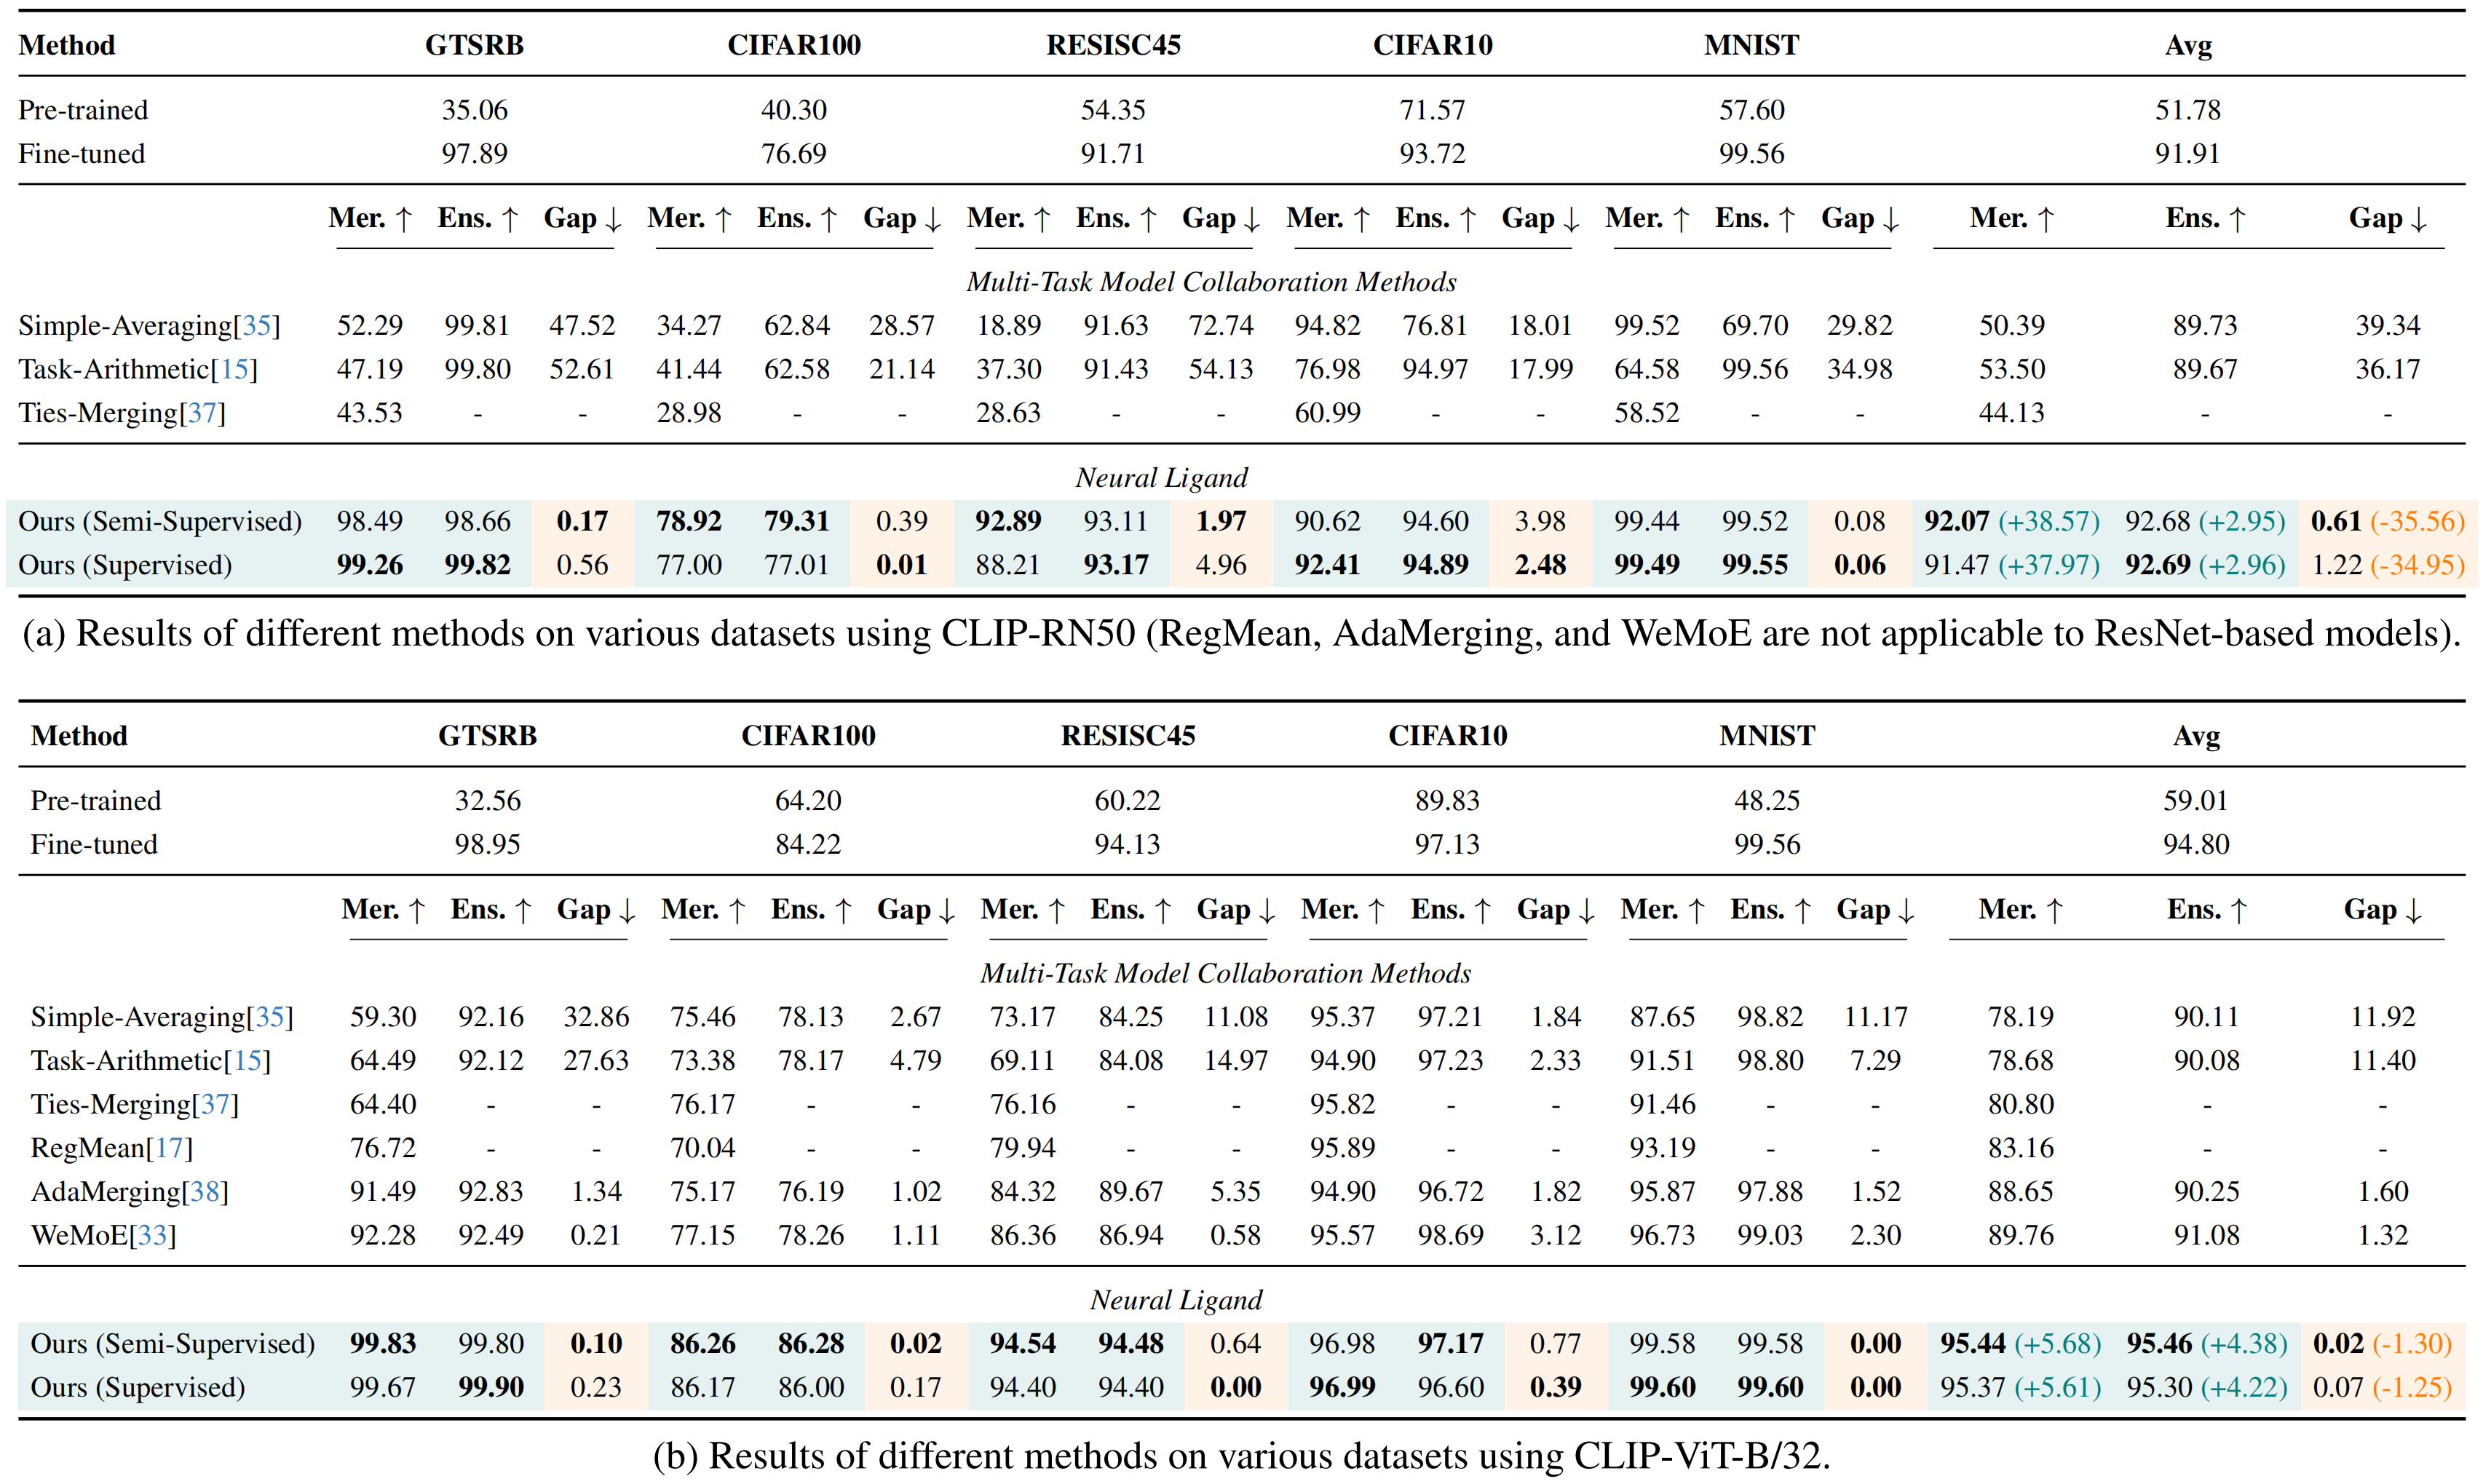 Method GTSRB CIFAR100 RESISC45 CIFAR10 MNIST Avg
Pre-trained 35.06 40.30 54.35 71.57 57.60 51.78
Fine-tuned 97.89 76.69 91.71 93.72 99.56 91.91
Mer. ↑ Ens. ↑ Gap ↓ Mer. ↑ Ens. ↑ Gap ↓ Mer. ↑ Ens. ↑ Gap ↓ Mer. ↑ Ens. ↑ Gap ↓ Mer. ↑ Ens. ↑ Gap ↓ Mer. ↑ Ens. ↑ Gap ↓
Multi-Task Model Collaboration Methods
Simple-Averaging[35] 52.29 99.81 47.52 34.27 62.84 28.57 18.89 91.63 72.74 94.82 76.81 18.01 99.52 69.70 29.82 50.39 89.73 39.34
Task-Arithmetic[15] 47.19 99.80 52.61 41.44 62.58 21.14 37.30 91.43 54.13 76.98 94.97 17.99 64.58 99.56 34.98 53.50 89.67 36.17
Ties-Merging[37] 43.53 - - 28.98 - - 28.63 - - 60.99 - - 58.52 - - 44.13 - -
Neural Ligand
Ours (Semi-Supervised) 98.49 98.66 0.17 78.92 79.31 0.39 92.89 93.11 1.97 90.62 94.60 3.98 99.44 99.52 0.08 92.07 (+38.57) 92.68 (+2.95) 0.61 (-35.56)
Ours (Supervised) 99.26 99.82 0.56 77.00 77.01 0.01 88.21 93.17 4.96 92.41 94.89 2.48 99.49 99.55 0.06 91.47 (+37.97) 92.69 (+2.96) 1.22 (-34.95)
(a) Results of different methods on various datasets using CLIP-RN50 (RegMean, AdaMerging, and WeMoE are not applicable to ResNet-based models).
Method GTSRB CIFAR100 RESISC45 CIFAR10 MNIST Avg
Pre-trained 32.56 64.20 60.22 89.83 48.25 59.01
Fine-tuned 98.95 84.22 94.13 97.13 99.56 94.80
Mer. ↑ Ens. ↑ Gap ↓ Mer. ↑ Ens. ↑ Gap ↓ Mer. ↑ Ens. ↑ Gap ↓ Mer. ↑ Ens. ↑ Gap ↓ Mer. ↑ Ens. ↑ Gap ↓ Mer. ↑ Ens. ↑ Gap ↓
Multi-Task Model Collaboration Methods
Simple-Averaging[35] 59.30 92.16 32.86 75.46 78.13 2.67 73.17 84.25 11.08 95.37 97.21 1.84 87.65 98.82 11.17 78.19 90.11 11.92
Task-Arithmetic[15] 64.49 92.12 27.63 73.38 78.17 4.79 69.11 84.08 14.97 94.90 97.23 2.33 91.51 98.80 7.29 78.68 90.08 11.40
Ties-Merging[37] 64.40 - - 76.17 - - 76.16 - - 95.82 - - 91.46 - - 80.80 - -
RegMean[17] 76.72 - - 70.04 - - 79.94 - - 95.89 - - 93.19 - - 83.16 - -
AdaMerging[38] 91.49 92.83 1.34 75.17 76.19 1.02 84.32 89.67 5.35 94.90 96.72 1.82 95.87 97.88 1.52 88.65 90.25 1.60
WeMoE[33] 92.28 92.49 0.21 77.15 78.26 1.11 86.36 86.94 0.58 95.57 98.69 3.12 96.73 99.03 2.30 89.76 91.08 1.32
Neural Ligand
Ours (Semi-Supervised) 99.83 99.80 0.10 86.26 86.28 0.02 94.54 94.48 0.64 96.98 97.17 0.77 99.58 99.58 0.00 95.44 (+5.68) 95.46 (+4.38) 0.02 (-1.30)
Ours (Supervised) 99.67 99.90 0.23 86.17 86.00 0.17 94.40 94.40 0.00 96.99 96.60 0.39 99.60 99.60 0.00 95.37 (+5.61) 95.30 (+4.22) 0.07 (-1.25)
(b) Results of different methods on various datasets using CLIP-ViT-B/32.